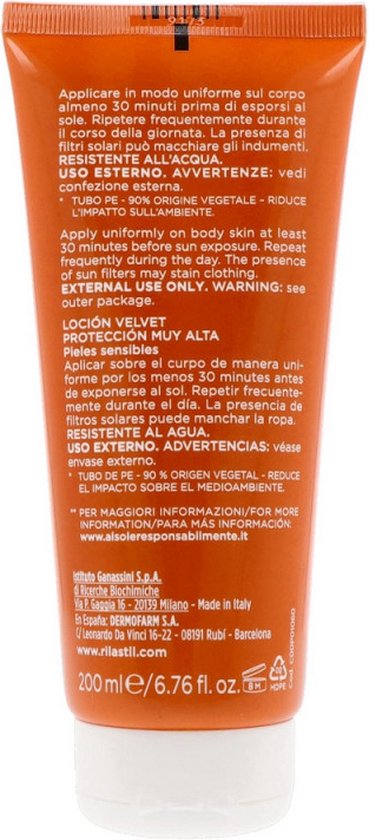 Applicare in modo uniforme sul corpo
almeno 30 minuti prima di esporsi al
sole. Ripetere frequentemente durante
il corso della giornata. La presenza di
filtri solari può macchiare gli indumenti.
RESISTENTE ALL'ACQUA.
USO ESTERNO. AVVERTENZE: vedi
confezione esterna.
* TUBO PE - 90% ORIGINE VEGETALE - RIDUCE
L'IMPATTO SULL'AMBIENTE.
Apply uniformly on body skin at least
30 minutes before sun exposure. Repeat
frequently during the day. The presence
of sun filters may stain clothing.
EXTERNAL USE ONLY. WARNING: see
outer package.
LOCIÓN VELVET
PROTECCIÓN MUY ALTA
Pieles sensibles
Aplicar sobre el curpo de manera uni-
forme por los menos 30 minutos antes
de exponerse al sol. Repetir frecuente-
mente durante el día. La presencia de
filtros solares puede manchar la ropa.
RESISTENTE AL AGUA.
USO EXTERNO. ADVERTENCIAS: véase
envase externo.
* TUBO DE PE - 90 % ORIGEN VEGETAL - REDUCE
EL IMPACTO SOBRE EL MEDIOAMBIENTE.
** PER MAGGIORI INFORMAZIONI/FOR MORE
INFORMATION/PARA MÁS INFORMACIÓN:
www.alsoleresponsabilmente.it
Istituto Ganassini S.p.A.
di Ricerche Biochimiche
Via P. Gaggia 16 - 20139 Milano - Made in Italy
En España: DERMOFARM S.A.
C/ Leonardo Da Vinci 16-22 - 08191 Rubí - Barcelona
www.rilastil.com
200 ml e/6.76 fl. oz.
8 M
02
HDPE
Cod. CD0P01060